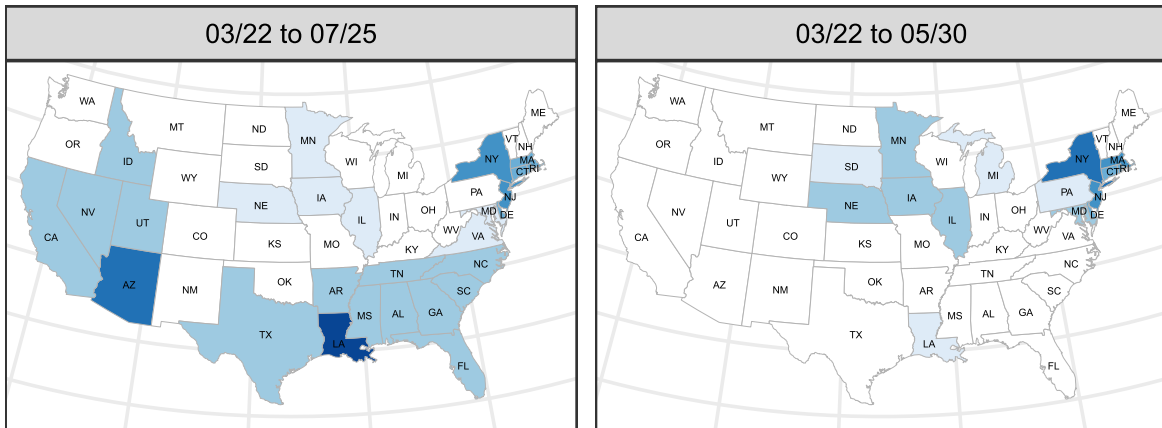 03/22 to 07/25
WA
MT
ND
MN
ME
VT
NH
OR
ID
SD
WI
NY
MA
CT
RI
WY
MI
PA
NJ
NE
IA
MD
DE
NV
UT
CO
IL
IN
OH
WV
VA
CA
KS
MO
KY
AZ
NM
OK
AR
TN
NC
SC
TX
LA
MS
AL
GA
FL
03/22 to 05/30
WA
MT
ND
MN
ME
VT
NH
OR
ID
SD
WI
NY
MA
CT
RI
WY
MI
PA
NJ
NE
IA
MD
DE
NV
UT
CO
IL
IN
OH
WV
VA
CA
KS
MO
KY
AZ
NM
OK
AR
TN
NC
SC
TX
LA
MS
AL
GA
FL